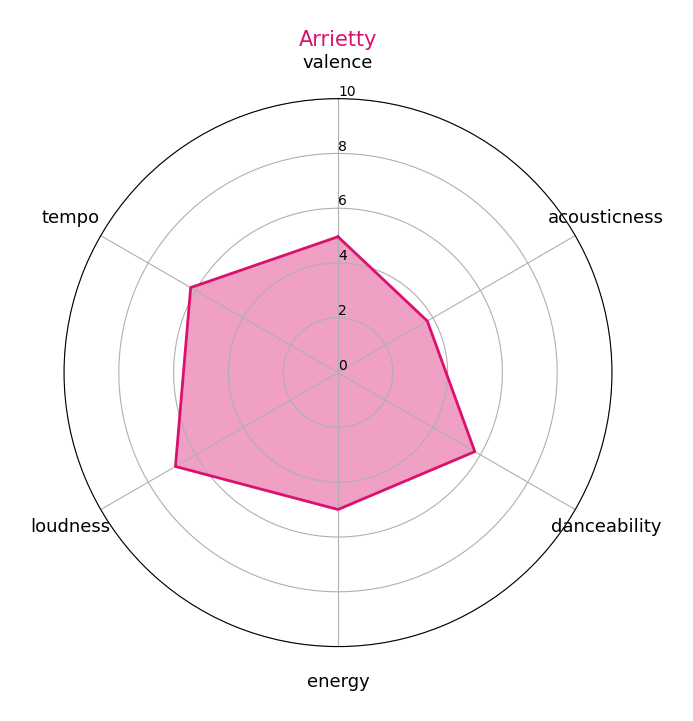 Arrietty
valence
10
8
tempo
acousticness
6
4
2
0
loudness
danceability
energy